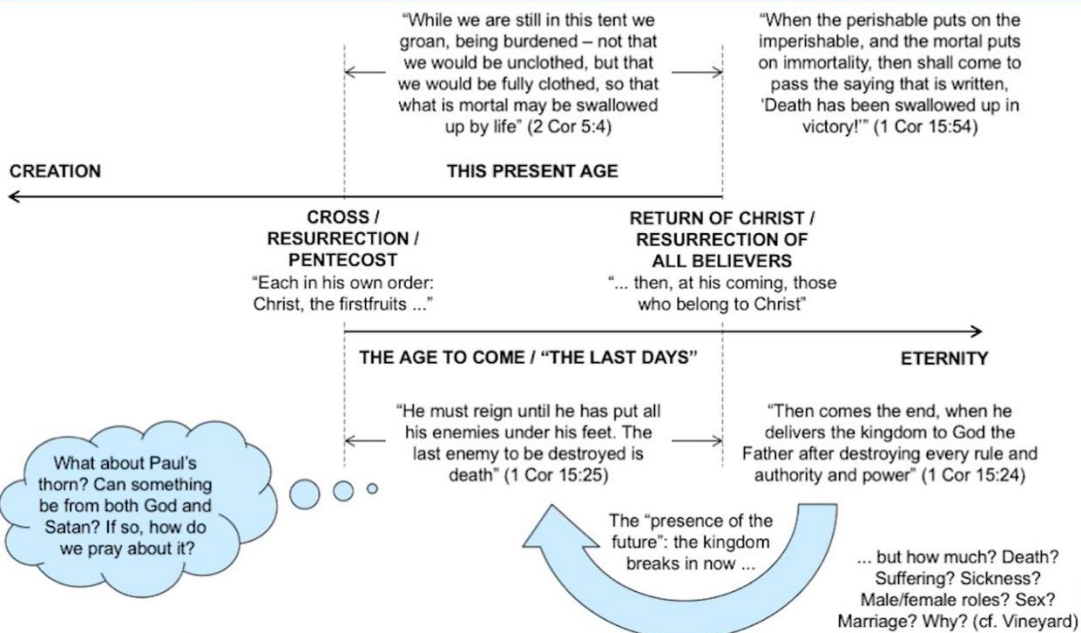 “While we are still in this tent we
groan, being burdened – not that
we would be unclothed, but that
we would be fully clothed, so that
what is mortal may be swallowed
up by life” (2 Cor 5:4)
“When the perishable puts on the
imperishable, and the mortal puts
on immortality, then shall come to
pass the saying that is written,
‘Death has been swallowed up in
victory!’” (1 Cor 15:54)
CREATION
THIS PRESENT AGE
CROSS /
RESURRECTION /
PENTECOST
“Each in his own order:
Christ, the firstfruits ...”
RETURN OF CHRIST /
RESURRECTION OF
ALL BELIEVERS
“... then, at his coming, those
who belong to Christ”
THE AGE TO COME / “THE LAST DAYS”
ETERNITY
“He must reign until he has put all
his enemies under his feet. The
last enemy to be destroyed is
death” (1 Cor 15:25)
“Then comes the end, when he
delivers the kingdom to God the
Father after destroying every rule and
authority and power” (1 Cor 15:24)
What about Paul’s
thorn? Can something
be from both God and
Satan? If so, how do
we pray about it?
The “presence of the
future”: the kingdom
breaks in now ...
... but how much? Death?
Suffering? Sickness?
Male/female roles? Sex?
Marriage? Why? (cf. Vineyard)